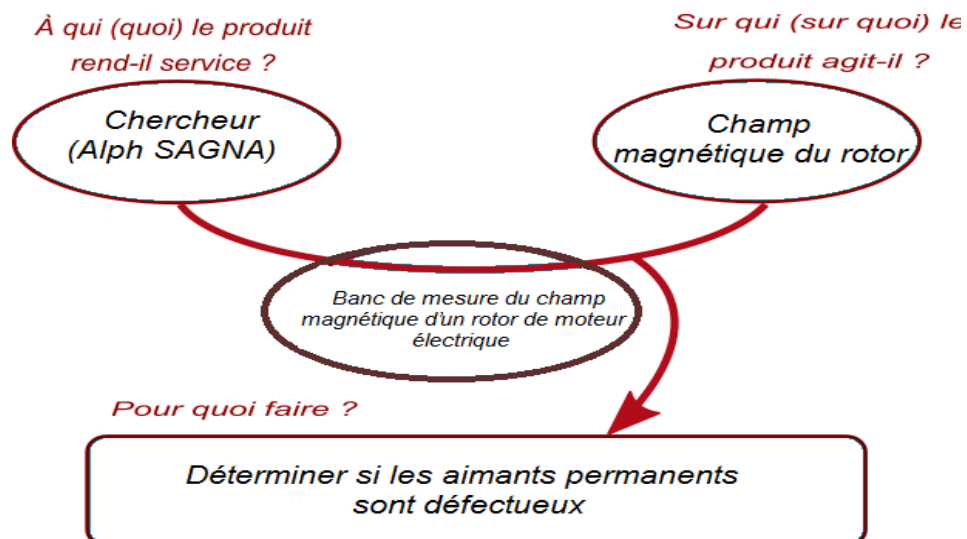 À qui (quoi) le produit
rend-il service ?
Sur qui (sur quoi) le
produit agit-il ?
Chercheur
(Alph SAGNA)
Champ
magnétique du rotor
Banc de mesure du champ
magnétique d'un rotor de moteur
électrique
Pour quoi faire ?
Déterminer si les aimants permanents
sont défectueux